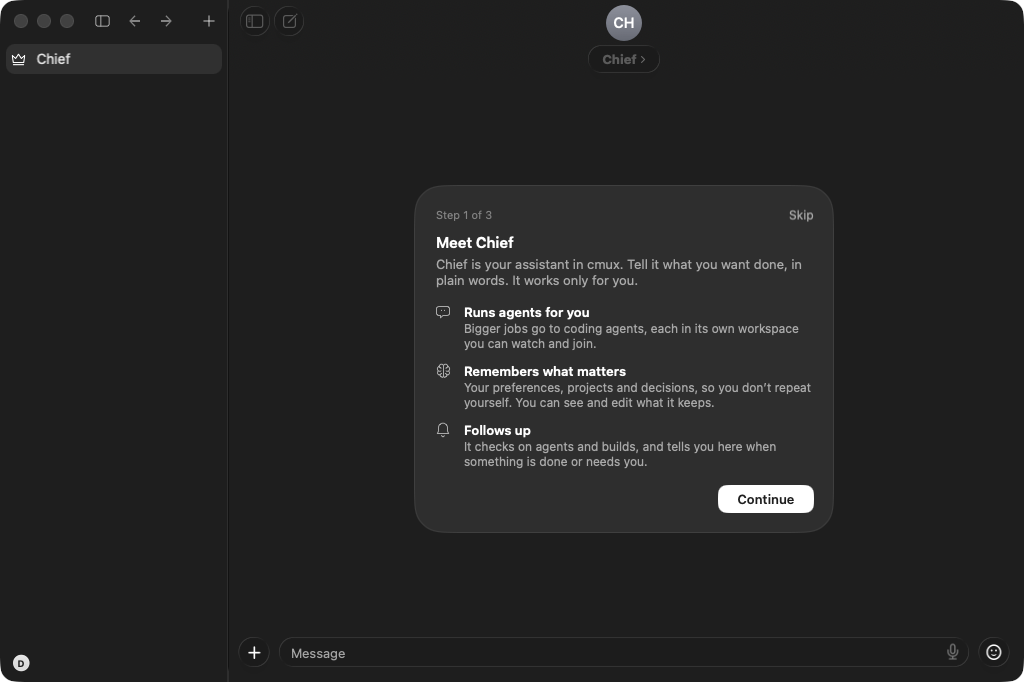 Chief
CH
Chief
Step 1 of 3
Skip
Meet Chief
Chief is your assistant in cmux. Tell it what you want done, in
plain words. It works only for you.
Runs agents for you
Bigger jobs go to coding agents, each in its own workspace
you can watch and join.
Remembers what matters
Your preferences, projects and decisions, so you don't repeat
yourself. You can see and edit what it keeps.
Follows up
It checks on agents and builds, and tells you here when
something is done or needs you.
Continue
Message
D